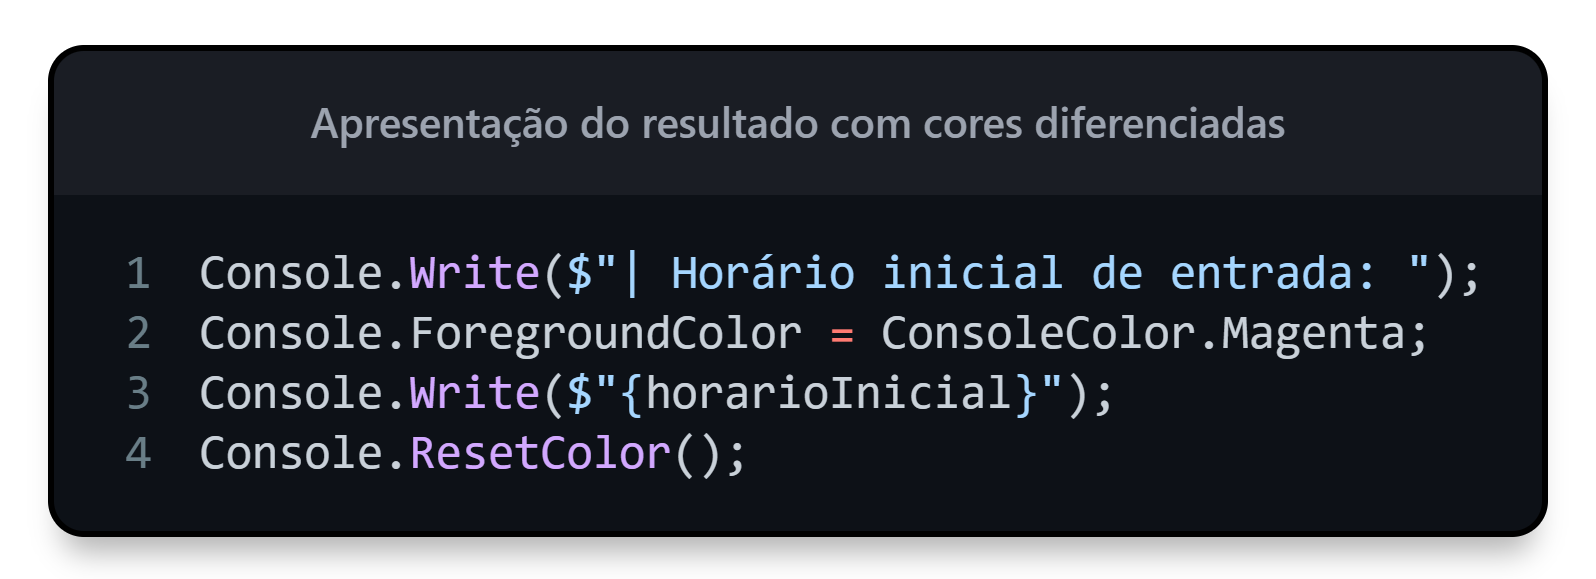 Apresentação do resultado com cores diferenciadas
1 Console.Write($"| Horário inicial de entrada: ");
2 Console.ForegroundColor = ConsoleColor.Magenta;
3 Console.Write($"{horarioInicial}");
4 Console.ResetColor();